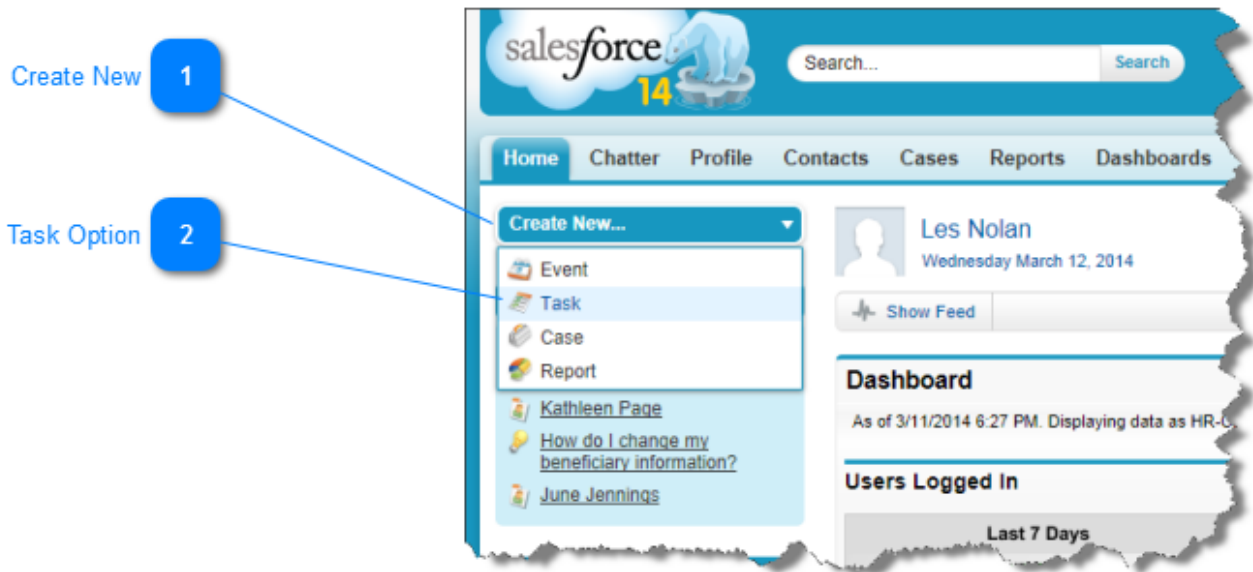 Create New 1
Task Option 2
salesforce
14
Search... Search
Home Chatter Profile Contacts Cases Reports Dashboards
Create New...
Event
Task
Case
Report
Kathleen Page
How do I change my
beneficiary information?
June Jennings
Les Nolan
Wednesday March 12, 2014
Show Feed
Dashboard
As of 3/11/2014 6:27 PM. Displaying data as HR-
Users Logged In
Last 7 Days